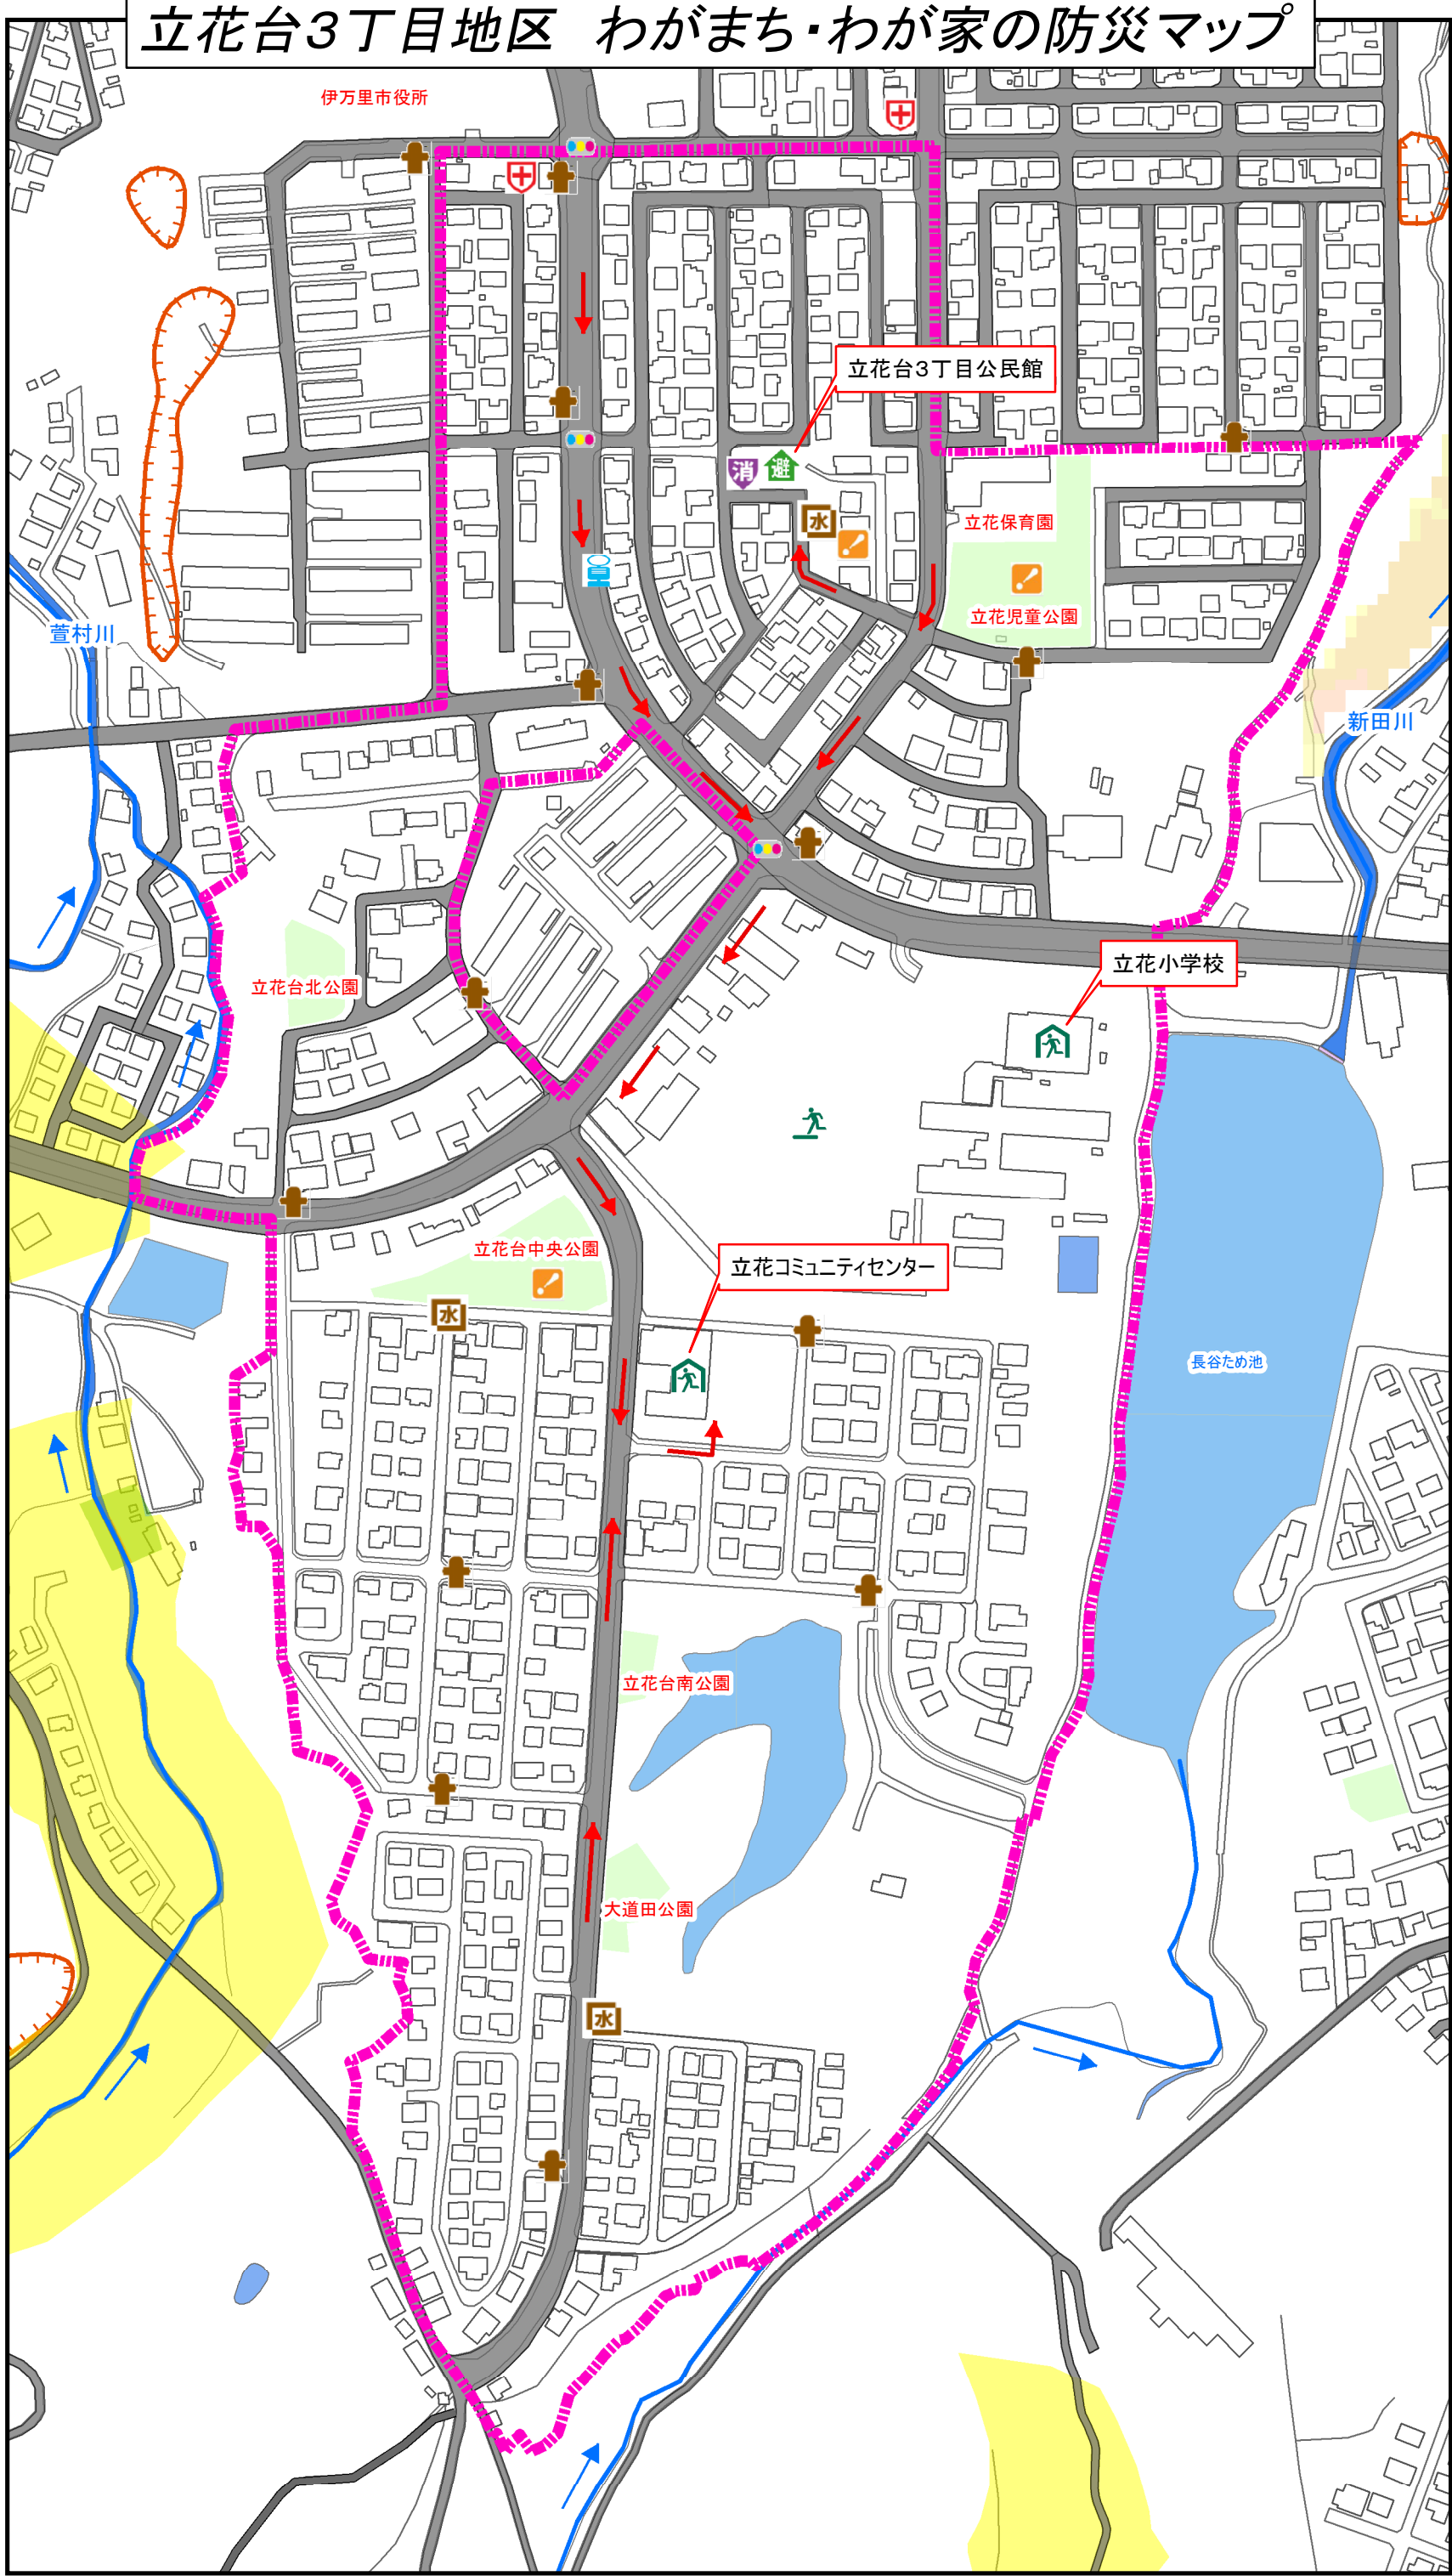 立花台３丁目地区　わがまち・わが家の防災マップ
伊万里市役所
立花台３丁目公民館
消
避
水
立花保育園
立花児童公園
萱村川
新田川
立花小学校
立花台北公園
立花台中央公園
立花コミュニティセンター
水
長谷ため池
立花台南公園
大道田公園
水